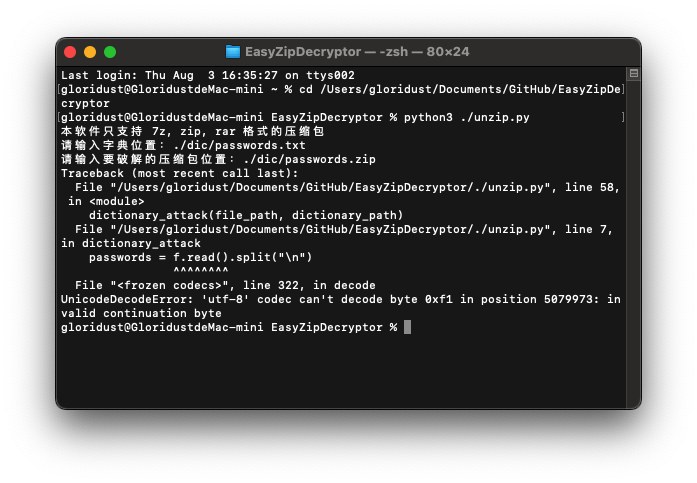 EasyZipDecryptor — -zsh — 80×24
Last login: Thu Aug  3 16:35:27 on ttys002
[gloridust@GloridustdeMac-mini ~ % cd /Users/gloridust/Documents/GitHub/EasyZipDe]
cryptor
[gloridust@GloridustdeMac-mini EasyZipDecryptor % python3 ./unzip.py             ]
本软件只支持 7z, zip, rar 格式的压缩包
请输入字典位置: ./dic/passwords.txt
请输入要破解的压缩包位置: ./dic/passwords.zip
Traceback (most recent call last):
  File "/Users/gloridust/Documents/GitHub/EasyZipDecryptor/./unzip.py", line 58,
 in <module>
    dictionary_attack(file_path, dictionary_path)
  File "/Users/gloridust/Documents/GitHub/EasyZipDecryptor/./unzip.py", line 7,
in dictionary_attack
    passwords = f.read().split("\n")
                ^^^^^^^^
  File "<frozen codecs>", line 322, in decode
UnicodeDecodeError: 'utf-8' codec can't decode byte 0xf1 in position 5079973: in
valid continuation byte
gloridust@GloridustdeMac-mini EasyZipDecryptor %